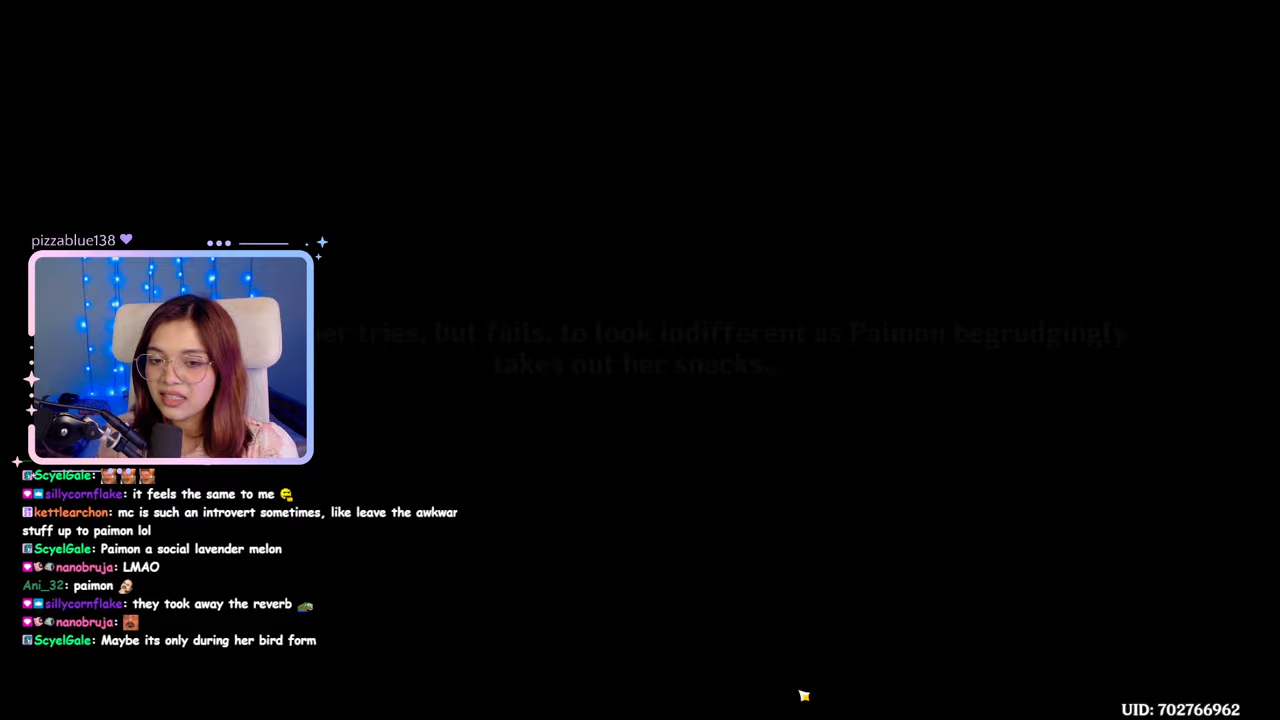 pizzablue138
er tries, but fails, to look indifferent as Paimon begrudgingly
takes out her snacks...
ScyelGale:
sillycornflake: it feels the same to me
kettlearchon: mc is such an introvert sometimes, like leave the awkwar
stuff up to paimon lol
ScyelGale: Paimon a social lavender melon
nanobruja: LMAO
Ani_32: paimon
sillycornflake: they took away the reverb
nanobruja:
ScyelGale: Maybe its only during her bird form
UID: 702766962